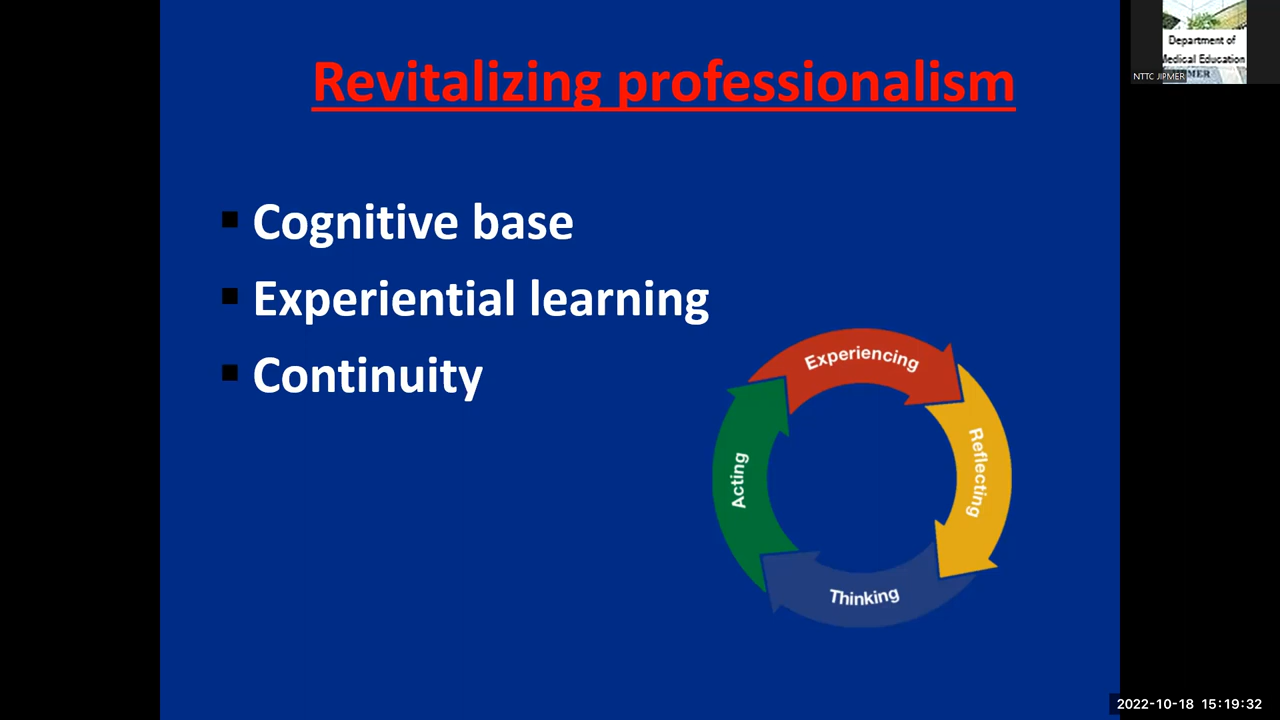 Revitalizing professionalism
Department of
Medical Education
NTTC JIPMER
Cognitive base
Experiential learning
Continuity
Experiencing
Reflecting
Thinking
Acting
2022-10-18 15:19:32